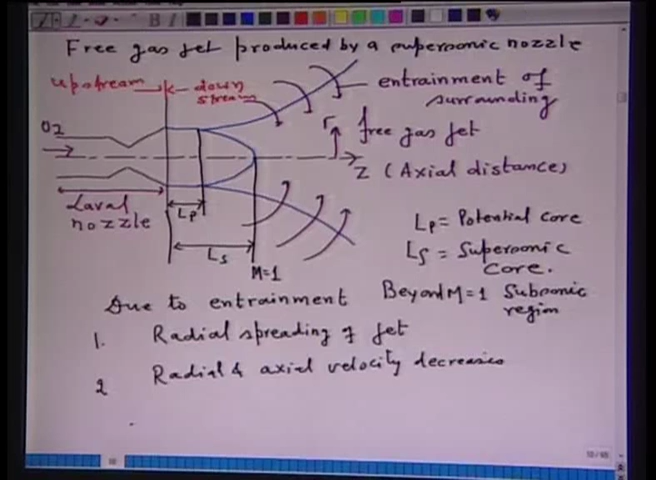 Free gas jet produced by a supersonic nozzle
upstream
down
stream
entrainment of
surrounding
O2
r
free gas jet
Z (Axial distance)
Laval
nozzle
Lp
Ls
M=1
Lp = Potential core
Ls = Supersonic
core.
Due to entrainment
Beyond M=1 Subsonic
region
1. Radial spreading of jet
2 Radial & axial velocity decreases